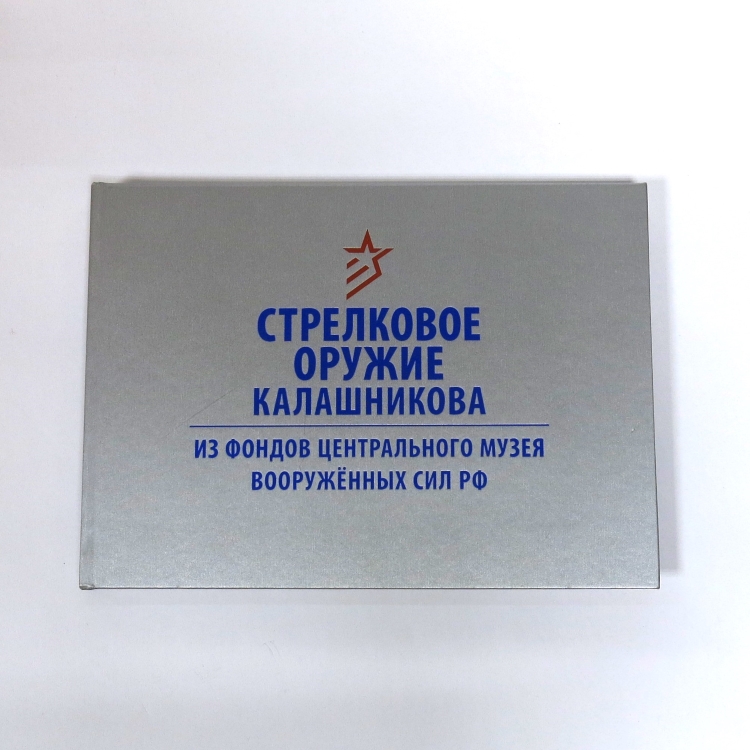 СТРЕЛКОВОЕ
ОРУЖИЕ
КАЛАШНИКОВА
ИЗ ФОНДОВ ЦЕНТРАЛЬНОГО МУЗЕЯ
ВООРУЖЁННЫХ СИЛ РФ